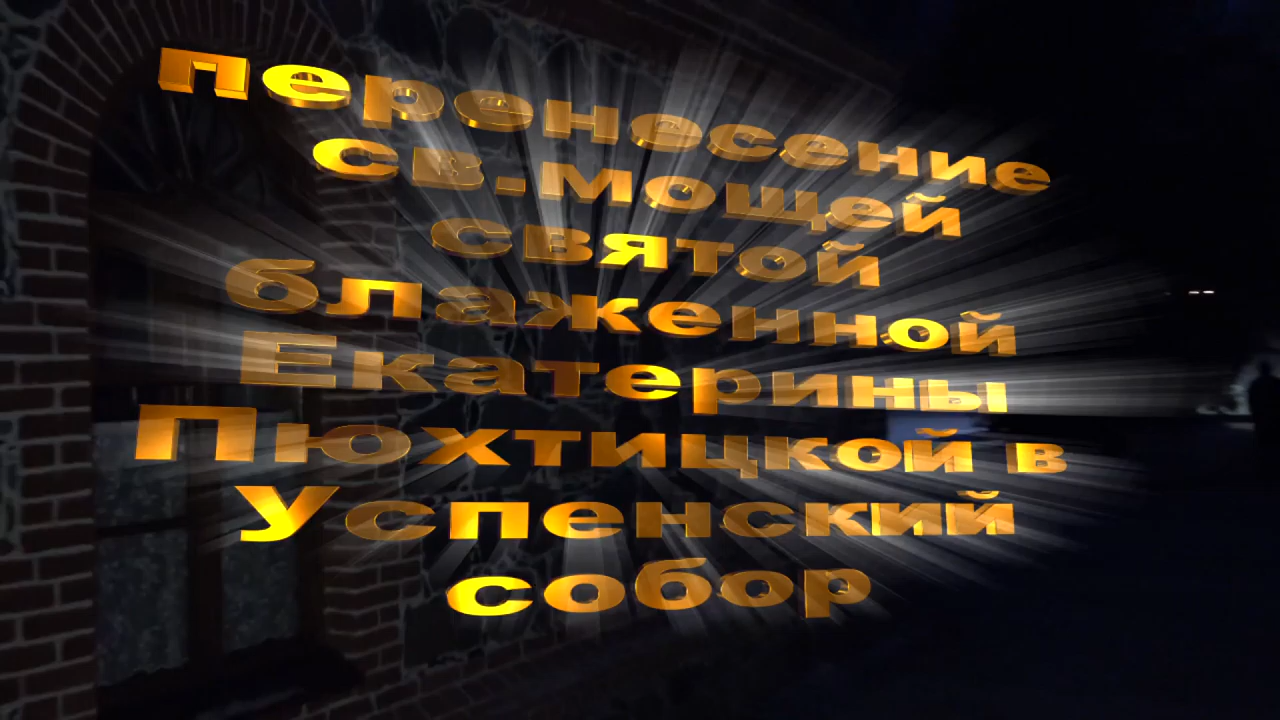 перенесение
св.мощей
святой
блаженной
Екатерины
Пюхтицкой в
Успенский
собор